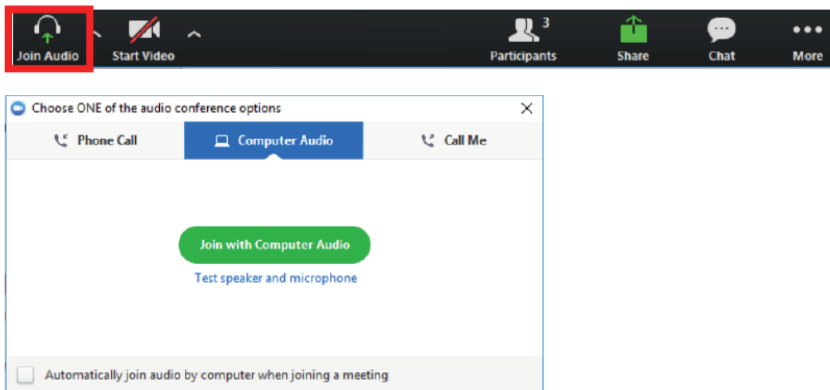 3
Join Audio Start Video Participants Share Chat More
Choose ONE of the audio conference options
Phone Call Computer Audio Call Me
Join with Computer Audio
Test speaker and microphone
Automatically join audio by computer when joining a meeting